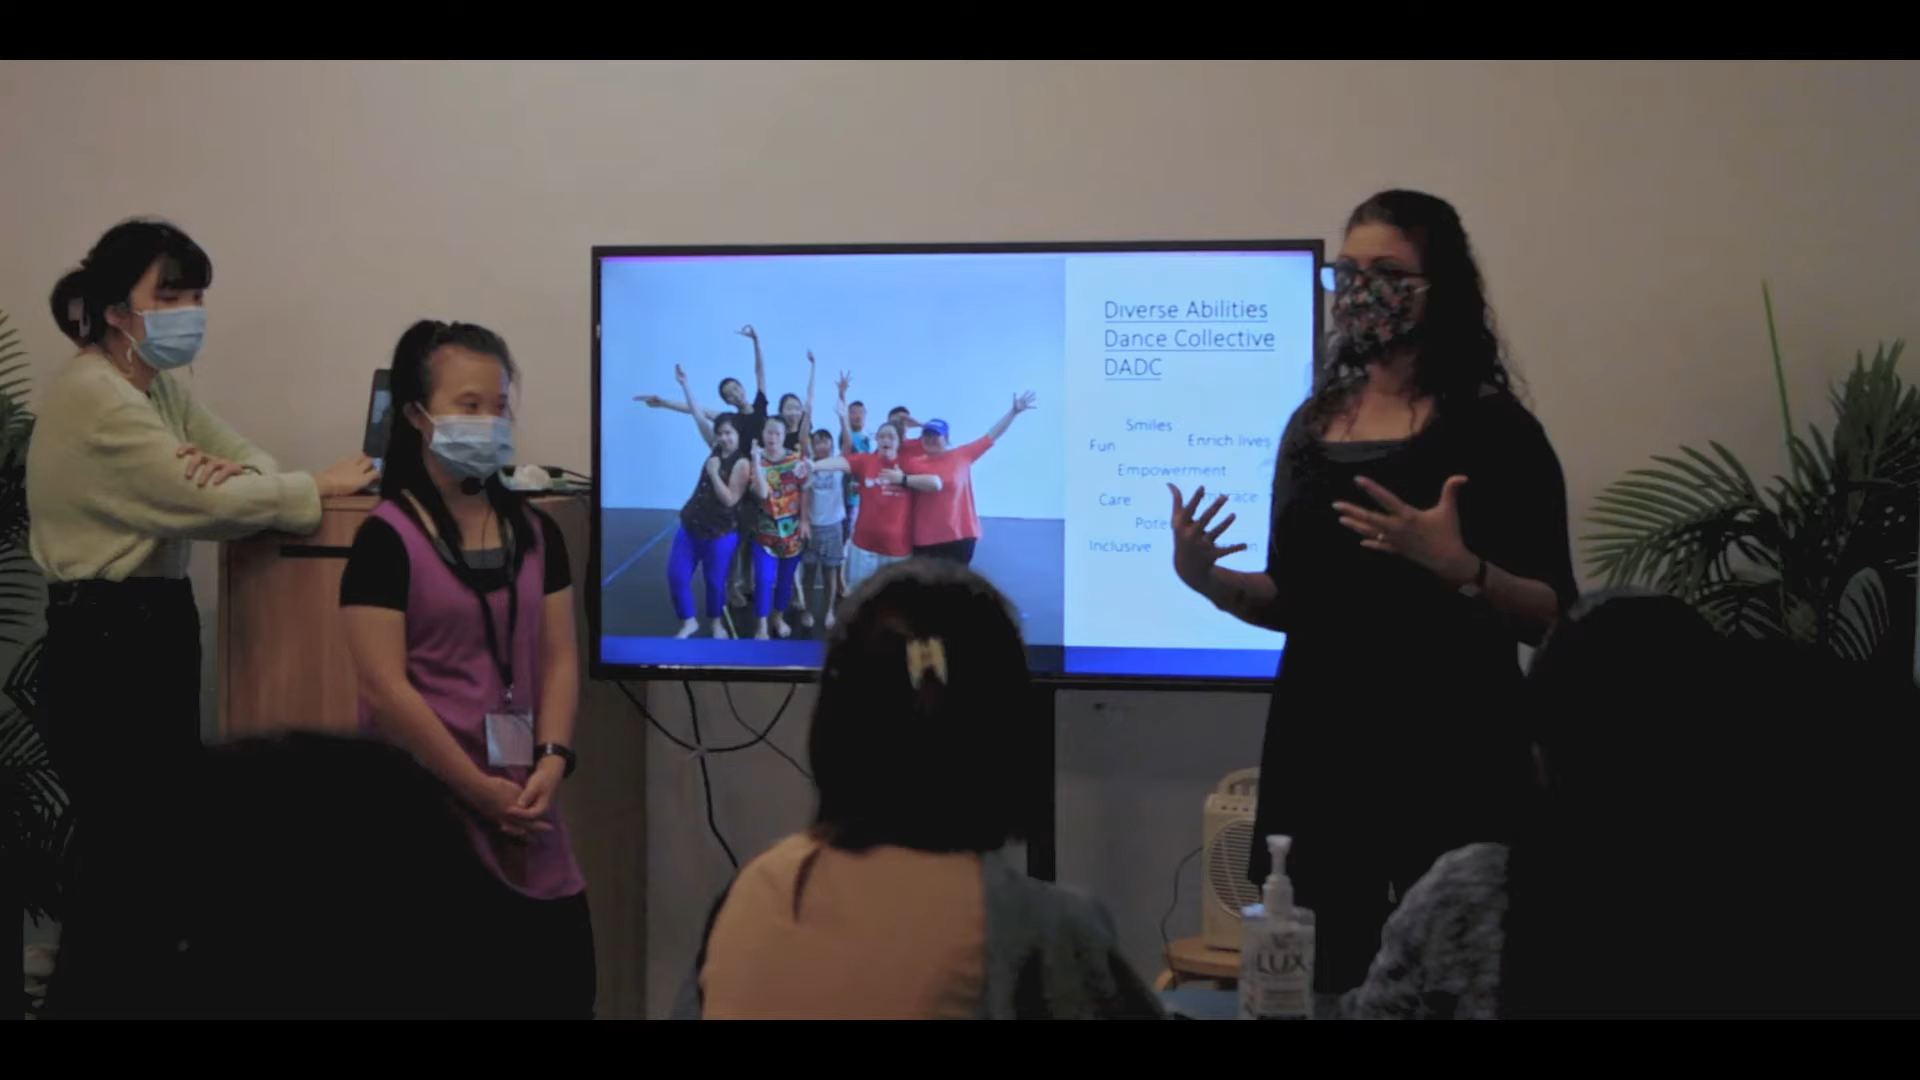 Diverse Abilities
Dance Collective
DADC
Smiles
Fun
Enrich lives
Empowerment
Care
Inclusive
LUX